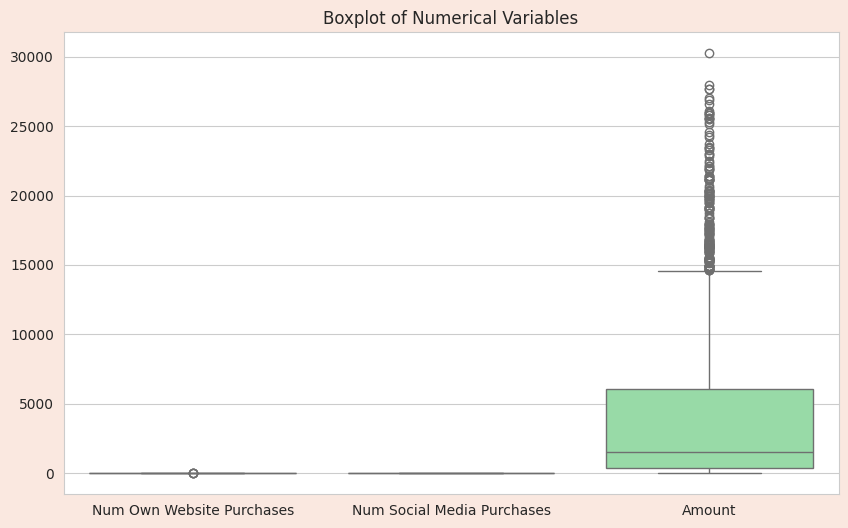 Boxplot of Numerical Variables
30000
25000
20000
15000
10000
5000
0
Num Own Website Purchases
Num Social Media Purchases
Amount